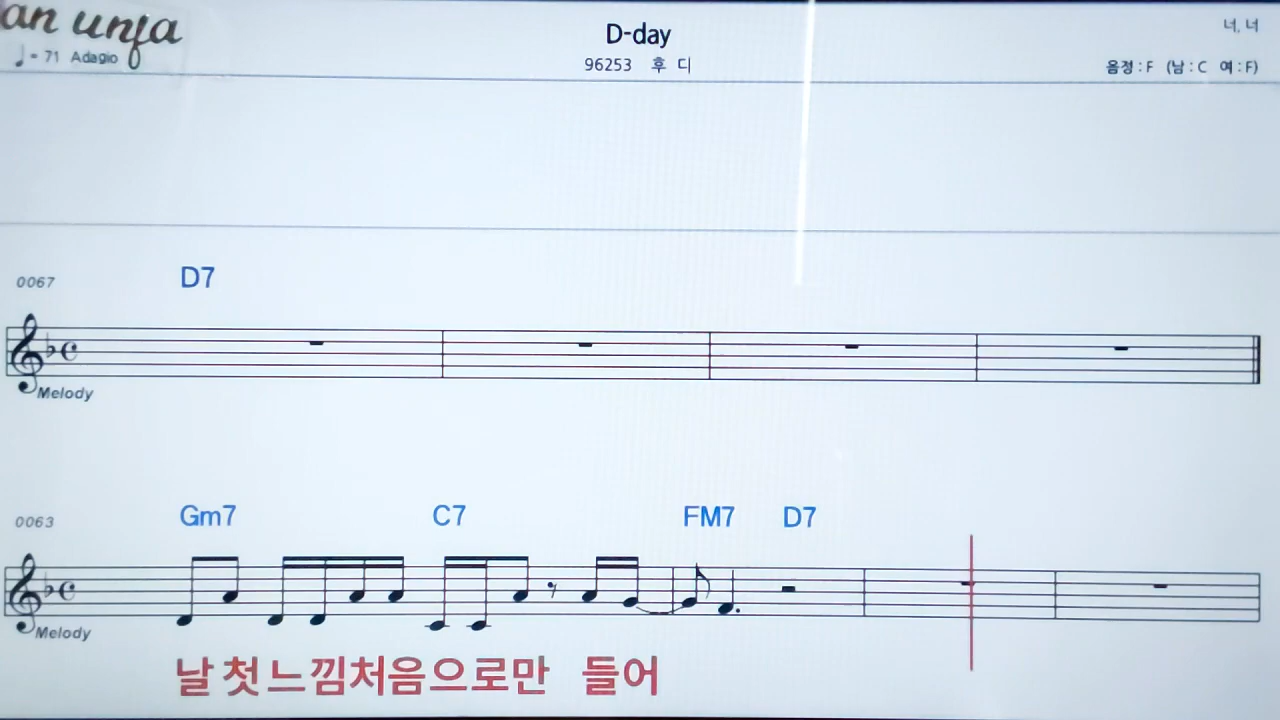 an unfa
D-day
너, 너
♩= 71 Adagio
96253 후 디
음정 : F (남 : C 여 : F)
0067
D7
Melody
0063
Gm7 C7 FM7 D7
Melody
날 첫 느낌처음으로만 들어